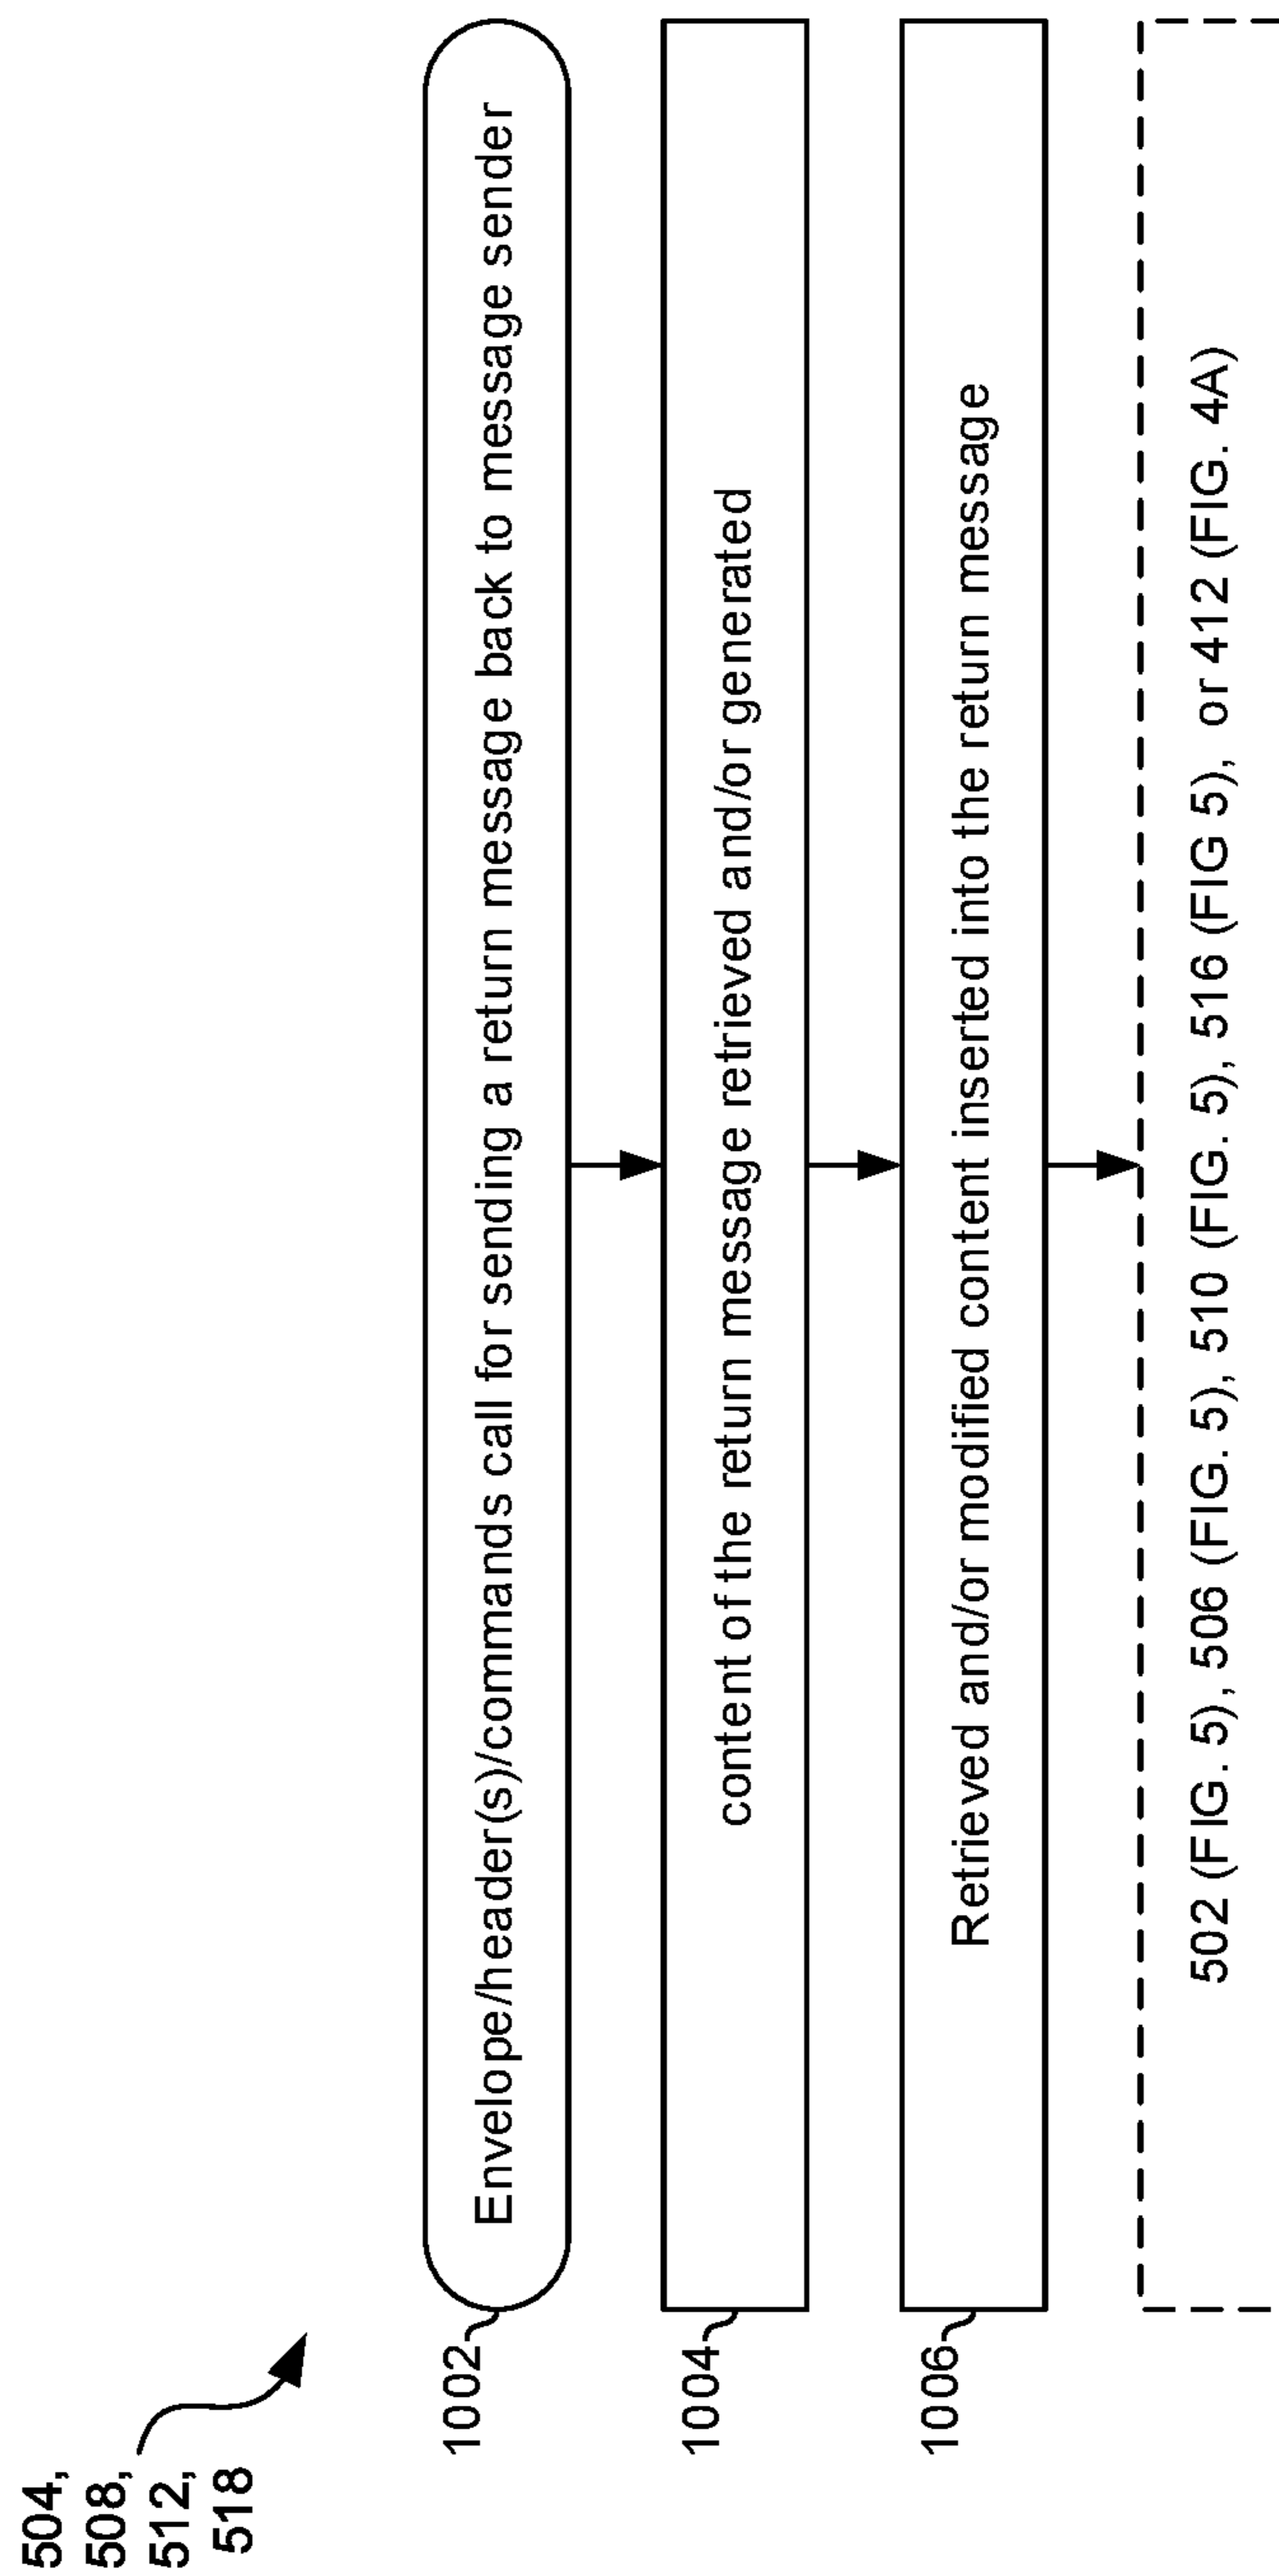 504,
508,
512,
518
1002
Envelope/header(s)/commands call for sending a return message back to message sender
1004
content of the return message retrieved and/or generated
1006
Retrieved and/or modified content inserted into the return message
502 (FIG. 5), 506 (FIG. 5), 510 (FIG. 5), 516 (FIG 5), or 412 (FIG. 4A)